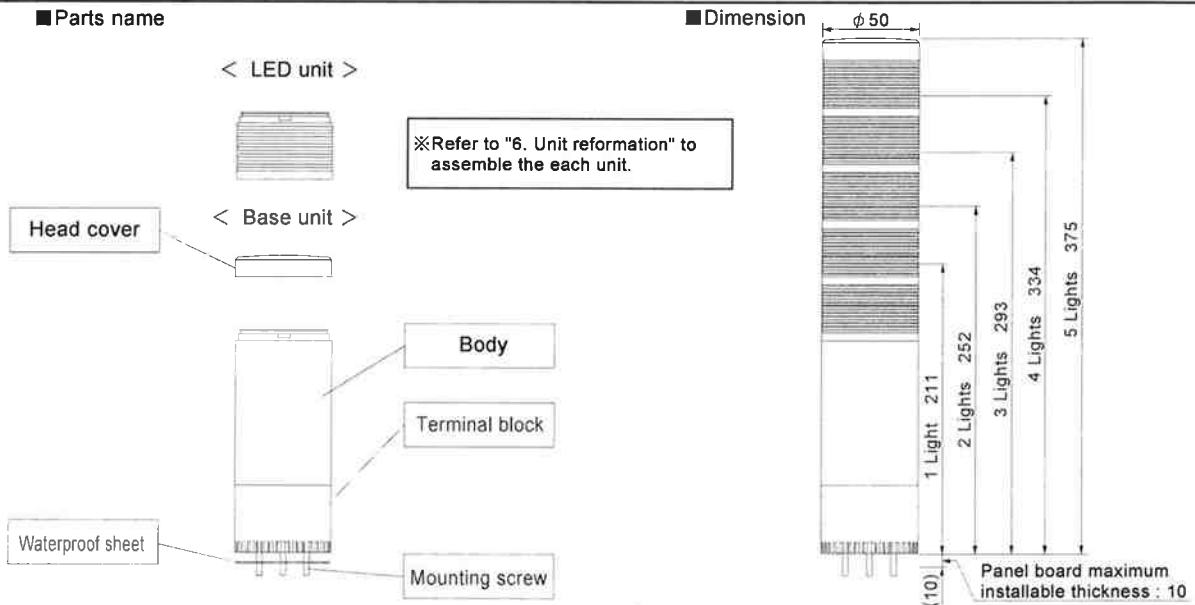 ■Parts name
< LED unit >
※Refer to "6. Unit reformation" to
assemble the each unit.
< Base unit >
Head cover
Body
Terminal block
Waterproof sheet
Mounting screw
■Dimension
φ50
1 Light 211
2 Lights 252
3 Lights 293
4 Lights 334
5 Lights 375
(10)
Panel board maximum
installable thickness : 10